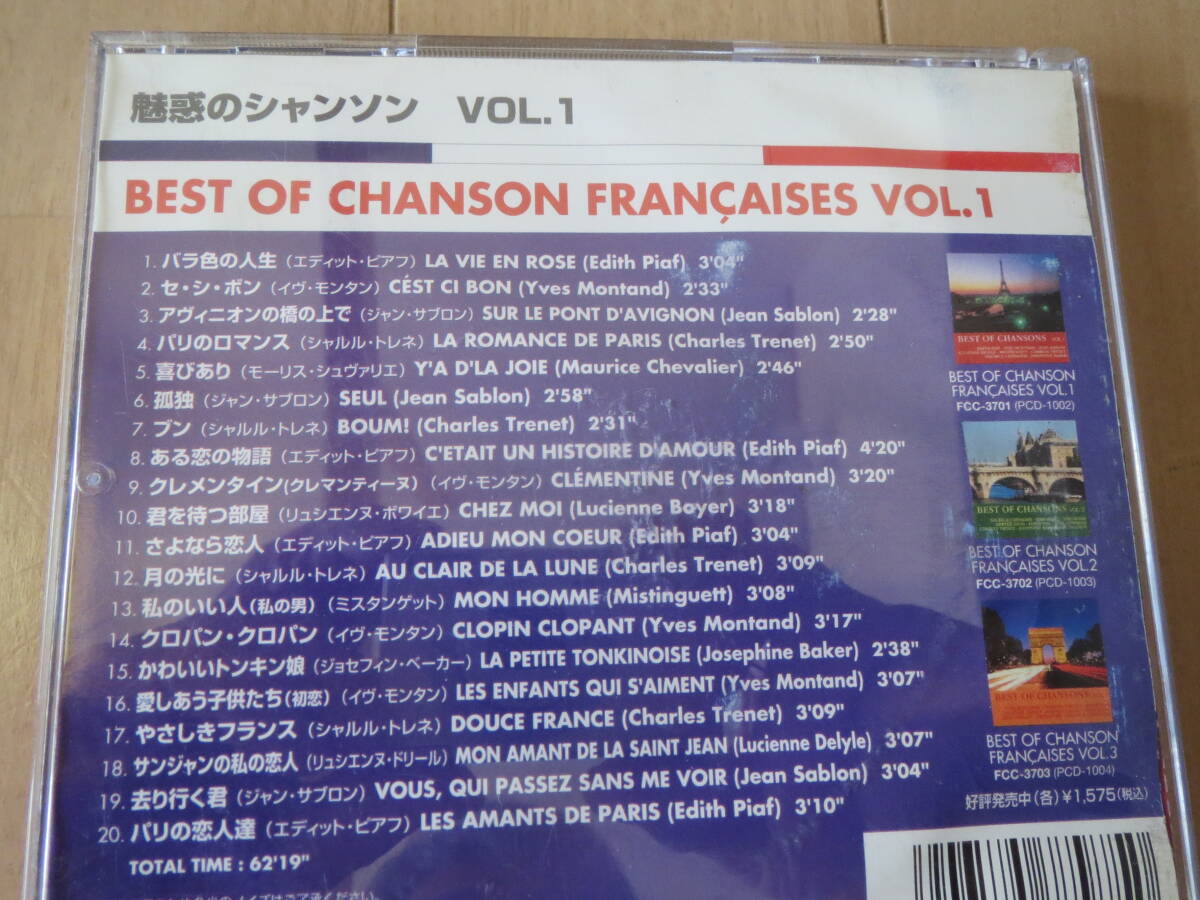 魅惑のシャンソン VOL.1
BEST OF CHANSON FRANÇAISES VOL.1
1. バラ色の人生 (エディット・ピアフ) LA VIE EN ROSE (Edith Piaf) 3'04"
2. セ・シ・ボン (イヴ・モンタン) CÉST CI BON (Yves Montand) 2'33"
3. アヴィニオンの橋の上で (ジャン・サブロン) SUR LE PONT D'AVIGNON (Jean Sablon) 2'28"
4. パリのロマンス (シャルル・トレネ) LA ROMANCE DE PARIS (Charles Trenet) 2'50"
5. 喜びあり (モーリス・シュヴァリエ) Y'A D'LA JOIE (Maurice Chevalier) 2'46"
6. 孤独 (ジャン・サブロン) SEUL (Jean Sablon) 2'58"
7. ブン (シャルル・トレネ) BOUM! (Charles Trenet) 2'31"
8. ある恋の物語 (エディット・ピアフ) C'ETAIT UN HISTOIRE D'AMOUR (Edith Piaf) 4'20"
9. クレメンタイン(クレマンティーヌ) (イヴ・モンタン) CLÉMENTINE (Yves Montand) 3'20"
10. 君を待つ部屋 (リュシエンヌ・ボワイエ) CHEZ MOI (Lucienne Boyer) 3'18"
11. さよなら恋人 (エディット・ピアフ) ADIEU MON COEUR (Edith Piaf) 3'04"
12. 月の光に (シャルル・トレネ) AU CLAIR DE LA LUNE (Charles Trenet) 3'09"
13. 私のいい人(私の男) (ミスタンゲット) MON HOMME (Mistinguett) 3'08"
14. クロパン・クロパン (イヴ・モンタン) CLOPIN CLOPANT (Yves Montand) 3'17"
15. かわいいトンキン娘 (ジョセフィン・ベーカー) LA PETITE TONKINOISE (Josephine Baker) 2'38"
16. 愛しあう子供たち(初恋) (イヴ・モンタン) LES ENFANTS QUI S'AIMENT (Yves Montand) 3'07"
17. やさしきフランス (シャルル・トレネ) DOUCE FRANCE (Charles Trenet) 3'09"
18. サンジャンの私の恋人 (リュシエンヌ・ドリール) MON AMANT DE LA SAINT JEAN (Lucienne Delyle) 3'07"
19. 去り行く君 (ジャン・サブロン) VOUS, QUI PASSEZ SANS ME VOIR (Jean Sablon) 3'04"
20. パリの恋人達 (エディット・ピアフ) LES AMANTS DE PARIS (Edith Piaf) 3'10"
TOTAL TIME : 62'19"
BEST OF CHANSONS VOL.1
BEST OF CHANSON
FRANÇAISES VOL.1
FCC-3701 (PCD-1002)
BEST OF CHANSONS VOL.2
BEST OF CHANSON
FRANÇAISES VOL.2
FCC-3702 (PCD-1003)
BEST OF CHANSONS
BEST OF CHANSON
FRANÇAISES VOL.3
FCC-3703 (PCD-1004)
好評発売中 (各) ¥1,575(税込)